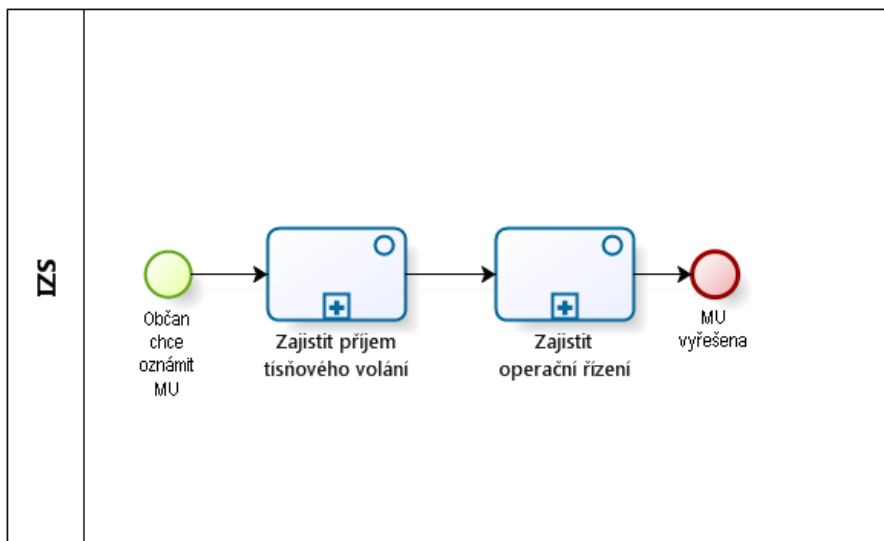 IZS
Občan
chce
oznámit
MU
Zajistit příjem
tísňového volání
Zajistit
operační řízení
MU
vyřešena